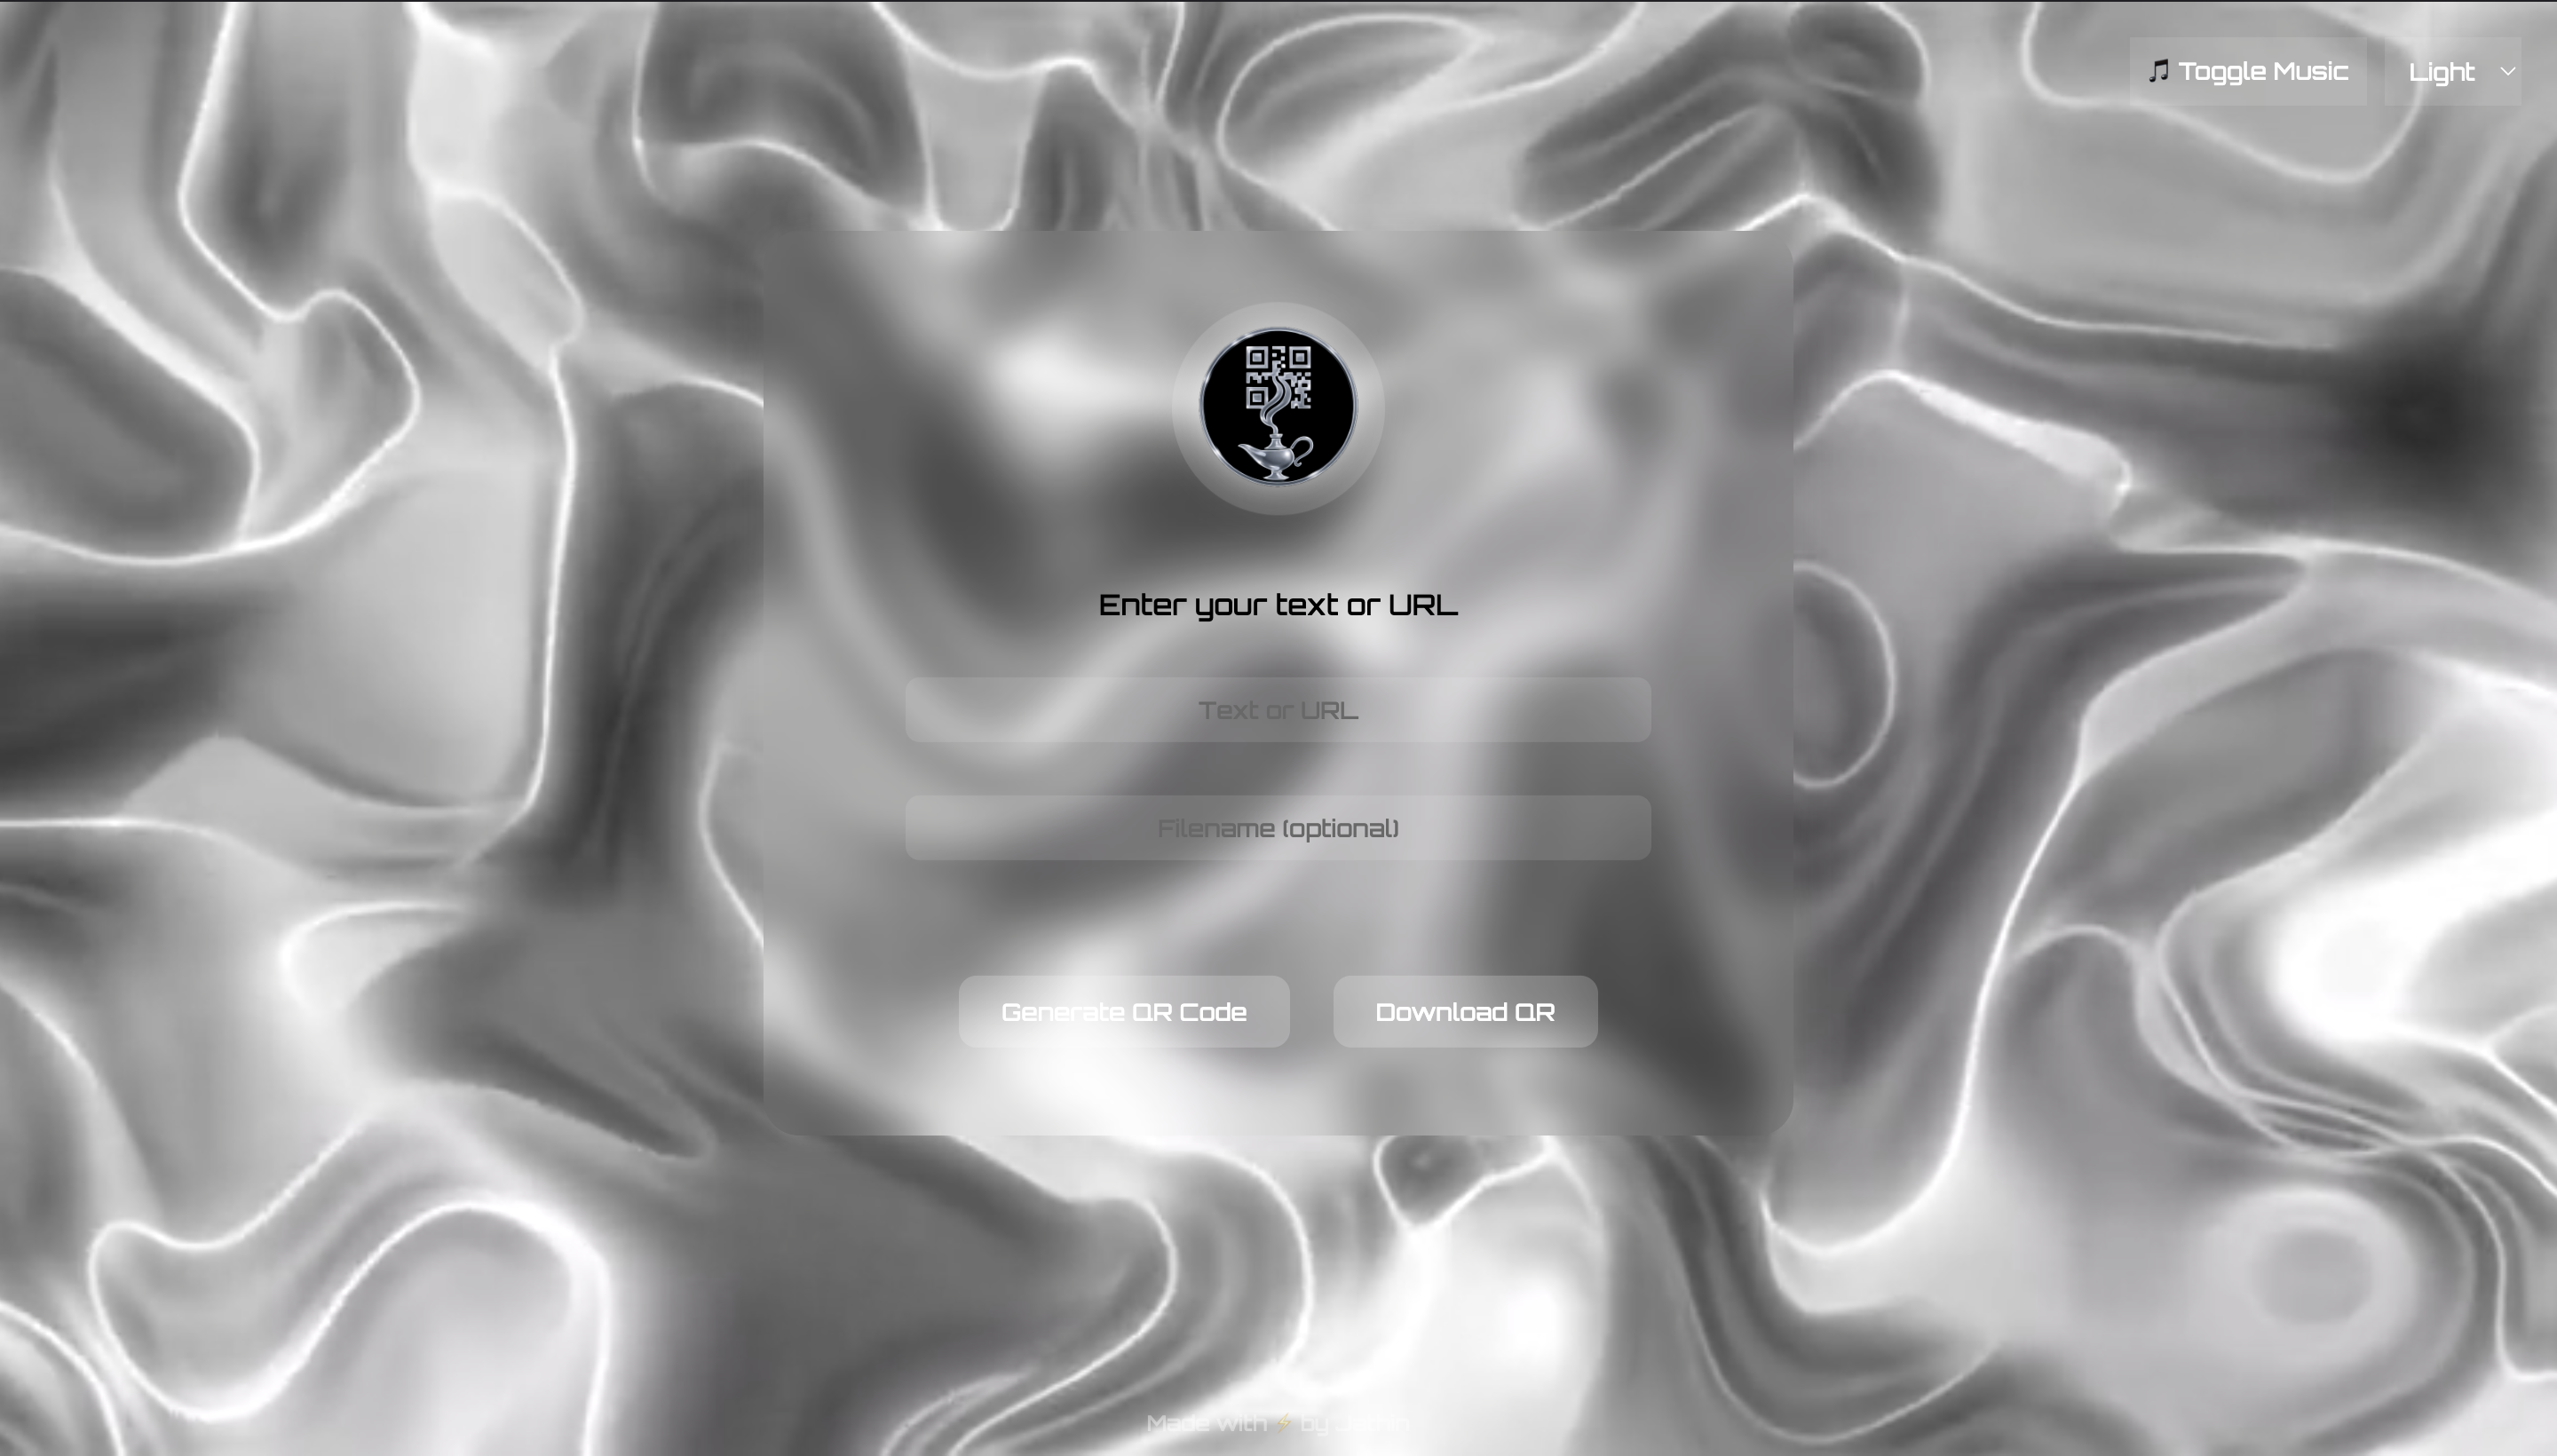 🎵 Toggle Music
Light
Enter your text or URL
Text or URL
Filename (optional)
Generate QR Code
Download QR
Made with ⚡ by